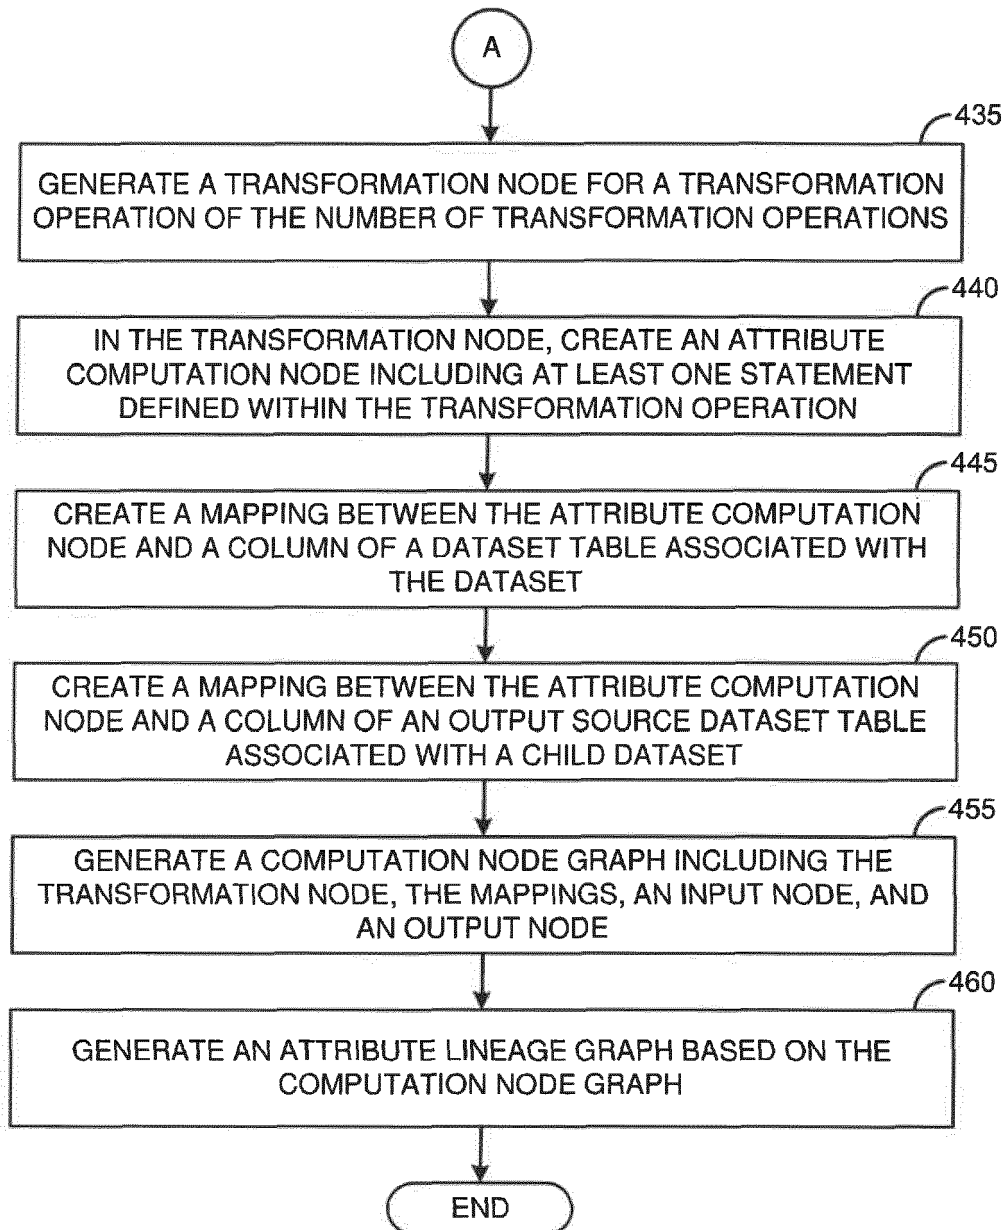 A
435
GENERATE A TRANSFORMATION NODE FOR A TRANSFORMATION
OPERATION OF THE NUMBER OF TRANSFORMATION OPERATIONS
440
IN THE TRANSFORMATION NODE, CREATE AN ATTRIBUTE
COMPUTATION NODE INCLUDING AT LEAST ONE STATEMENT
DEFINED WITHIN THE TRANSFORMATION OPERATION
445
CREATE A MAPPING BETWEEN THE ATTRIBUTE COMPUTATION
NODE AND A COLUMN OF A DATASET TABLE ASSOCIATED WITH
THE DATASET
450
CREATE A MAPPING BETWEEN THE ATTRIBUTE COMPUTATION
NODE AND A COLUMN OF AN OUTPUT SOURCE DATASET TABLE
ASSOCIATED WITH A CHILD DATASET
455
GENERATE A COMPUTATION NODE GRAPH INCLUDING THE
TRANSFORMATION NODE, THE MAPPINGS, AN INPUT NODE, AND
AN OUTPUT NODE
460
GENERATE AN ATTRIBUTE LINEAGE GRAPH BASED ON THE
COMPUTATION NODE GRAPH
END